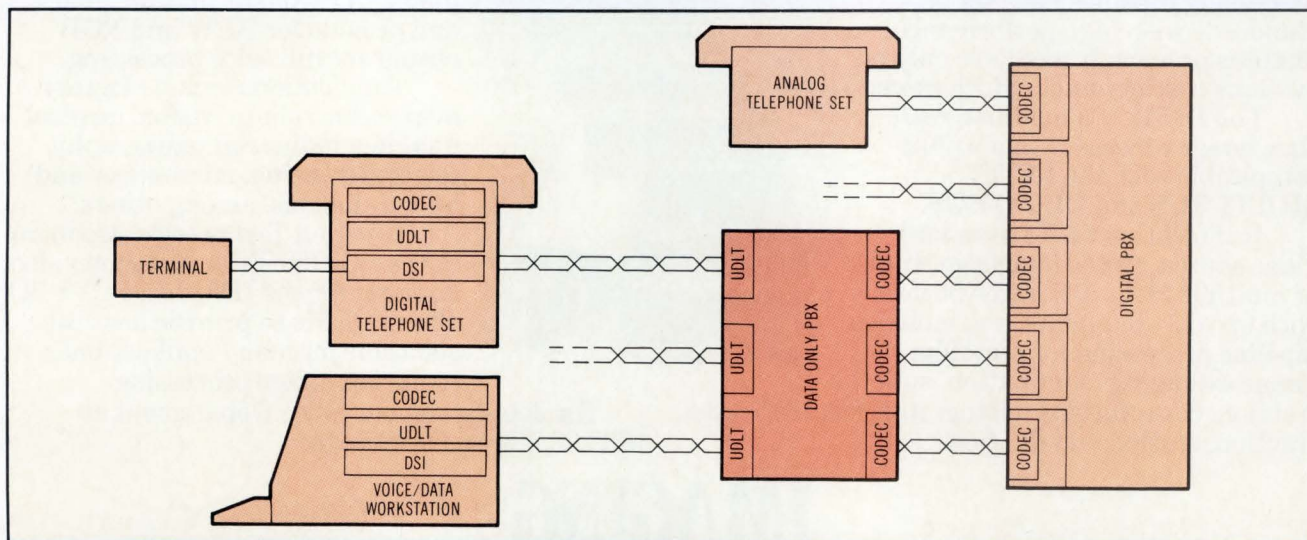 ANALOG
TELEPHONE SET
CODEC
CODEC
CODEC
CODEC
CODEC
DIGITAL PBX
CODEC
UDLT
DSI
DIGITAL
TELEPHONE SET
TERMINAL
UDLT
UDLT
UDLT
DATA ONLY PBX
CODEC
CODEC
CODEC
CODEC
UDLT
DSI
VOICE/DATA
WORKSTATION